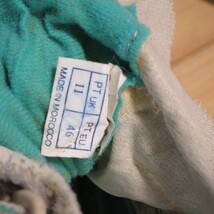 PT UK PT EU
11 46
MADE IN MOROCCO